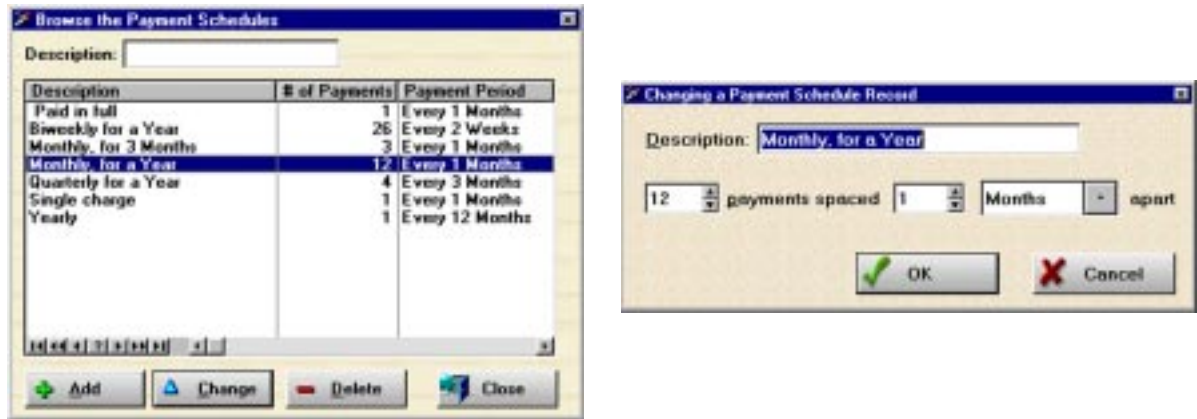 Browse the Payment Schedules
Description:
Description # of Payments Payment Period
Paid in full 1 Every 1 Months
Biweekly for a Year 26 Every 2 Weeks
Monthly, for 3 Months 3 Every 1 Months
Monthly, for a Year 12 Every 1 Months
Quarterly for a Year 4 Every 3 Months
Single charge 1 Every 1 Months
Yearly 1 Every 12 Months
Add Change Delete Close
Changing a Payment Schedule Record
Description: Monthly, for a Year
12 payments spaced 1 Months apart
OK Cancel